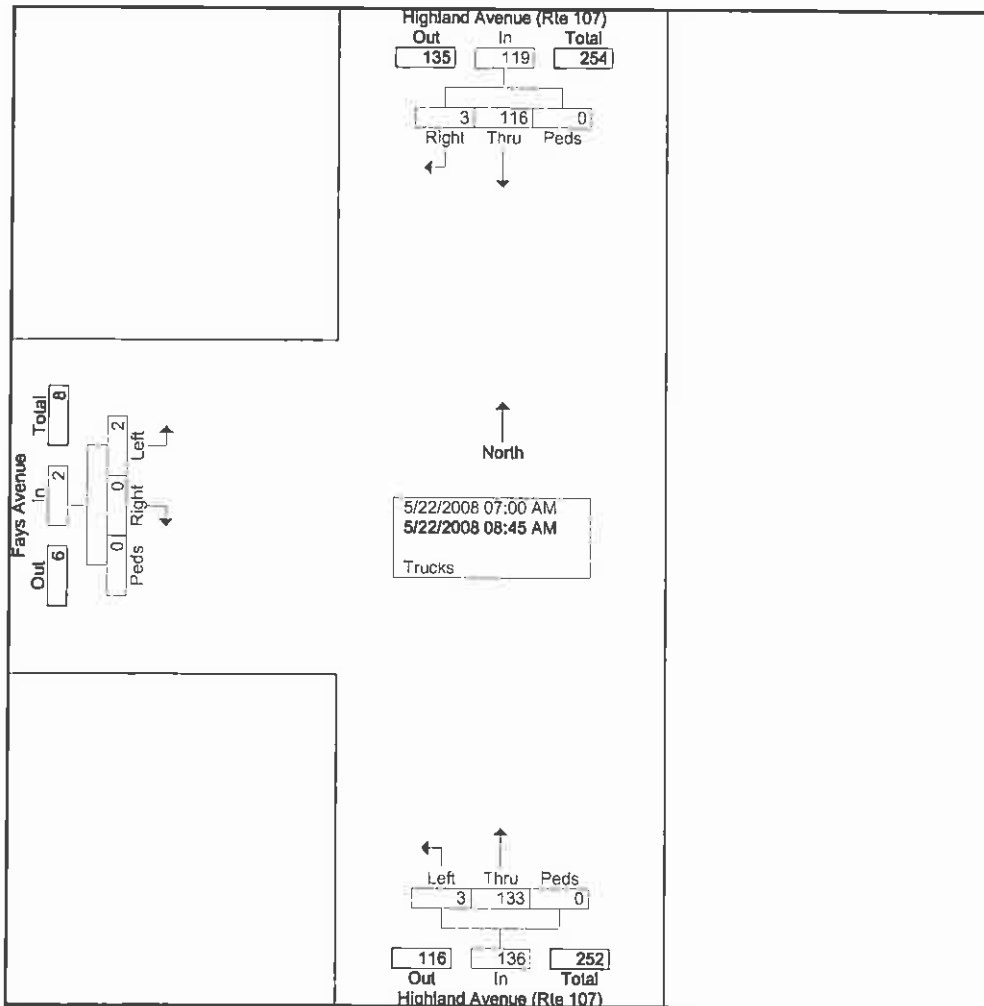 Highland Avenue (Rte 107)
Out In Total
135 119 254
3 116 0
Right Thru Peds
Fays Avenue
Out In Total
6 2 8
0 0 2
Peds Right Left
North
5/22/2008 07:00 AM
5/22/2008 08:45 AM
Trucks
Left Thru Peds
3 133 0
116 136 252
Out In Total
Highland Avenue (Rte 107)